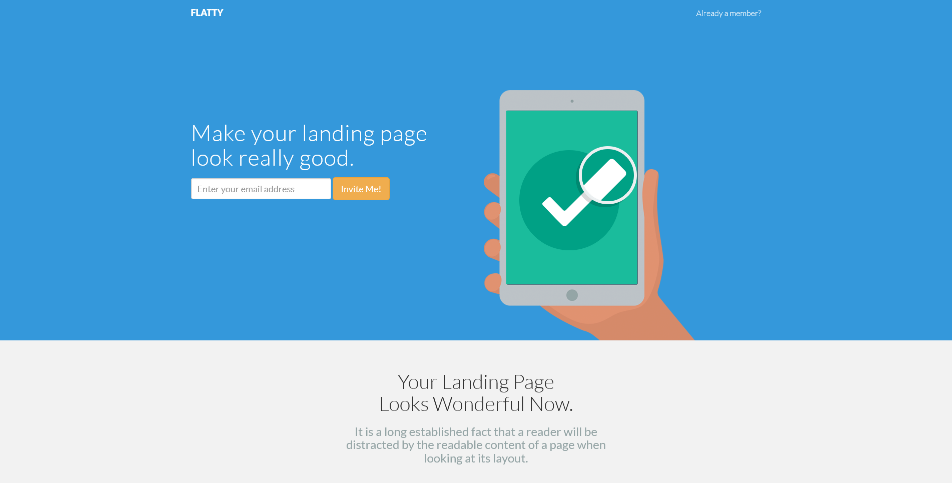 FLATTY
Already a member?
Make your landing page
look really good.
Enter your email address
Invite Me!
Your Landing Page
Looks Wonderful Now.
It is a long established fact that a reader will be
distracted by the readable content of a page when
looking at its layout.